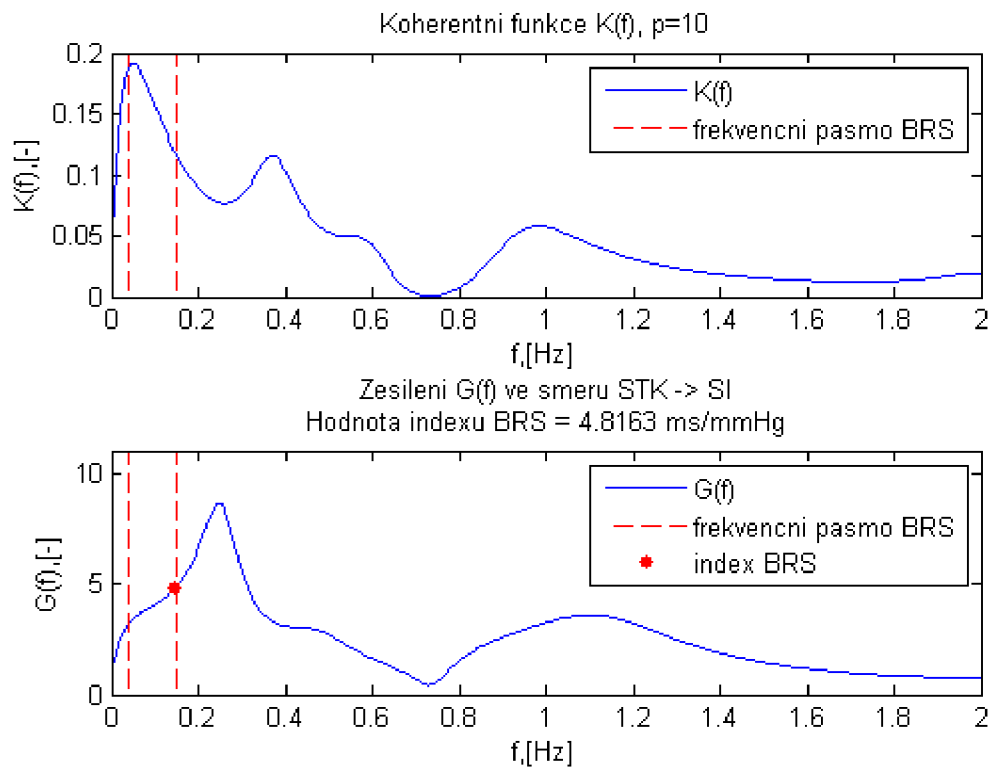 Koherentni funkce K(f), p=10
0.2
0.15
0.1
0.05
0
K(f),[-]
K(f)
frekvencni pasmo BRS
0 0.2 0.4 0.6 0.8 1 1.2 1.4 1.6 1.8 2
f,[Hz]
Zesileni G(f) ve smeru STK -> SI
Hodnota indexu BRS = 4.8163 ms/mmHg
10
5
0
G(f),[-]
G(f)
frekvencni pasmo BRS
index BRS
0 0.2 0.4 0.6 0.8 1 1.2 1.4 1.6 1.8 2
f,[Hz]